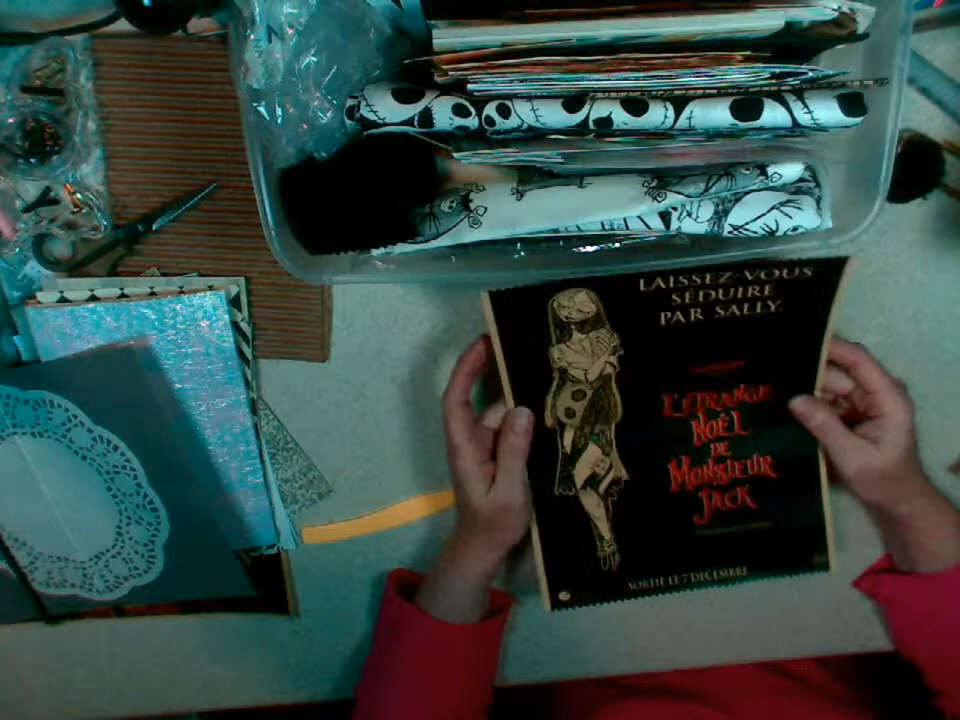 LAISSEZ-VOUS
SÉDUIRE
PAR SALLY.
L'ÉTRANGE
NOËL
DE
MONSIEUR
JACK
SORTIE LE 7 DÉCEMBRE